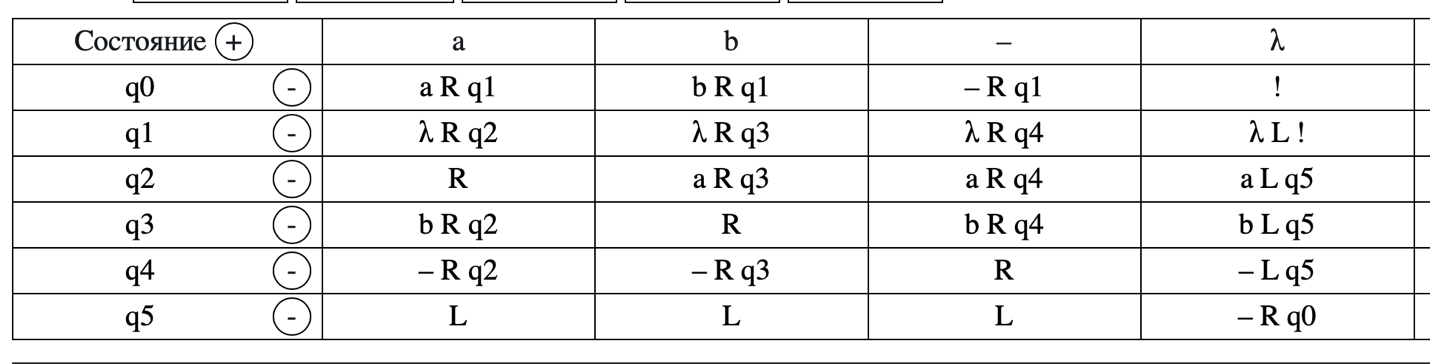 Состояние + a b – λ
q0 - a R q1 b R q1 – R q1 !
q1 - λ R q2 λ R q3 λ R q4 λ L !
q2 - R a R q3 a R q4 a L q5
q3 - b R q2 R b R q4 b L q5
q4 - – R q2 – R q3 R – L q5
q5 - L L L – R q0